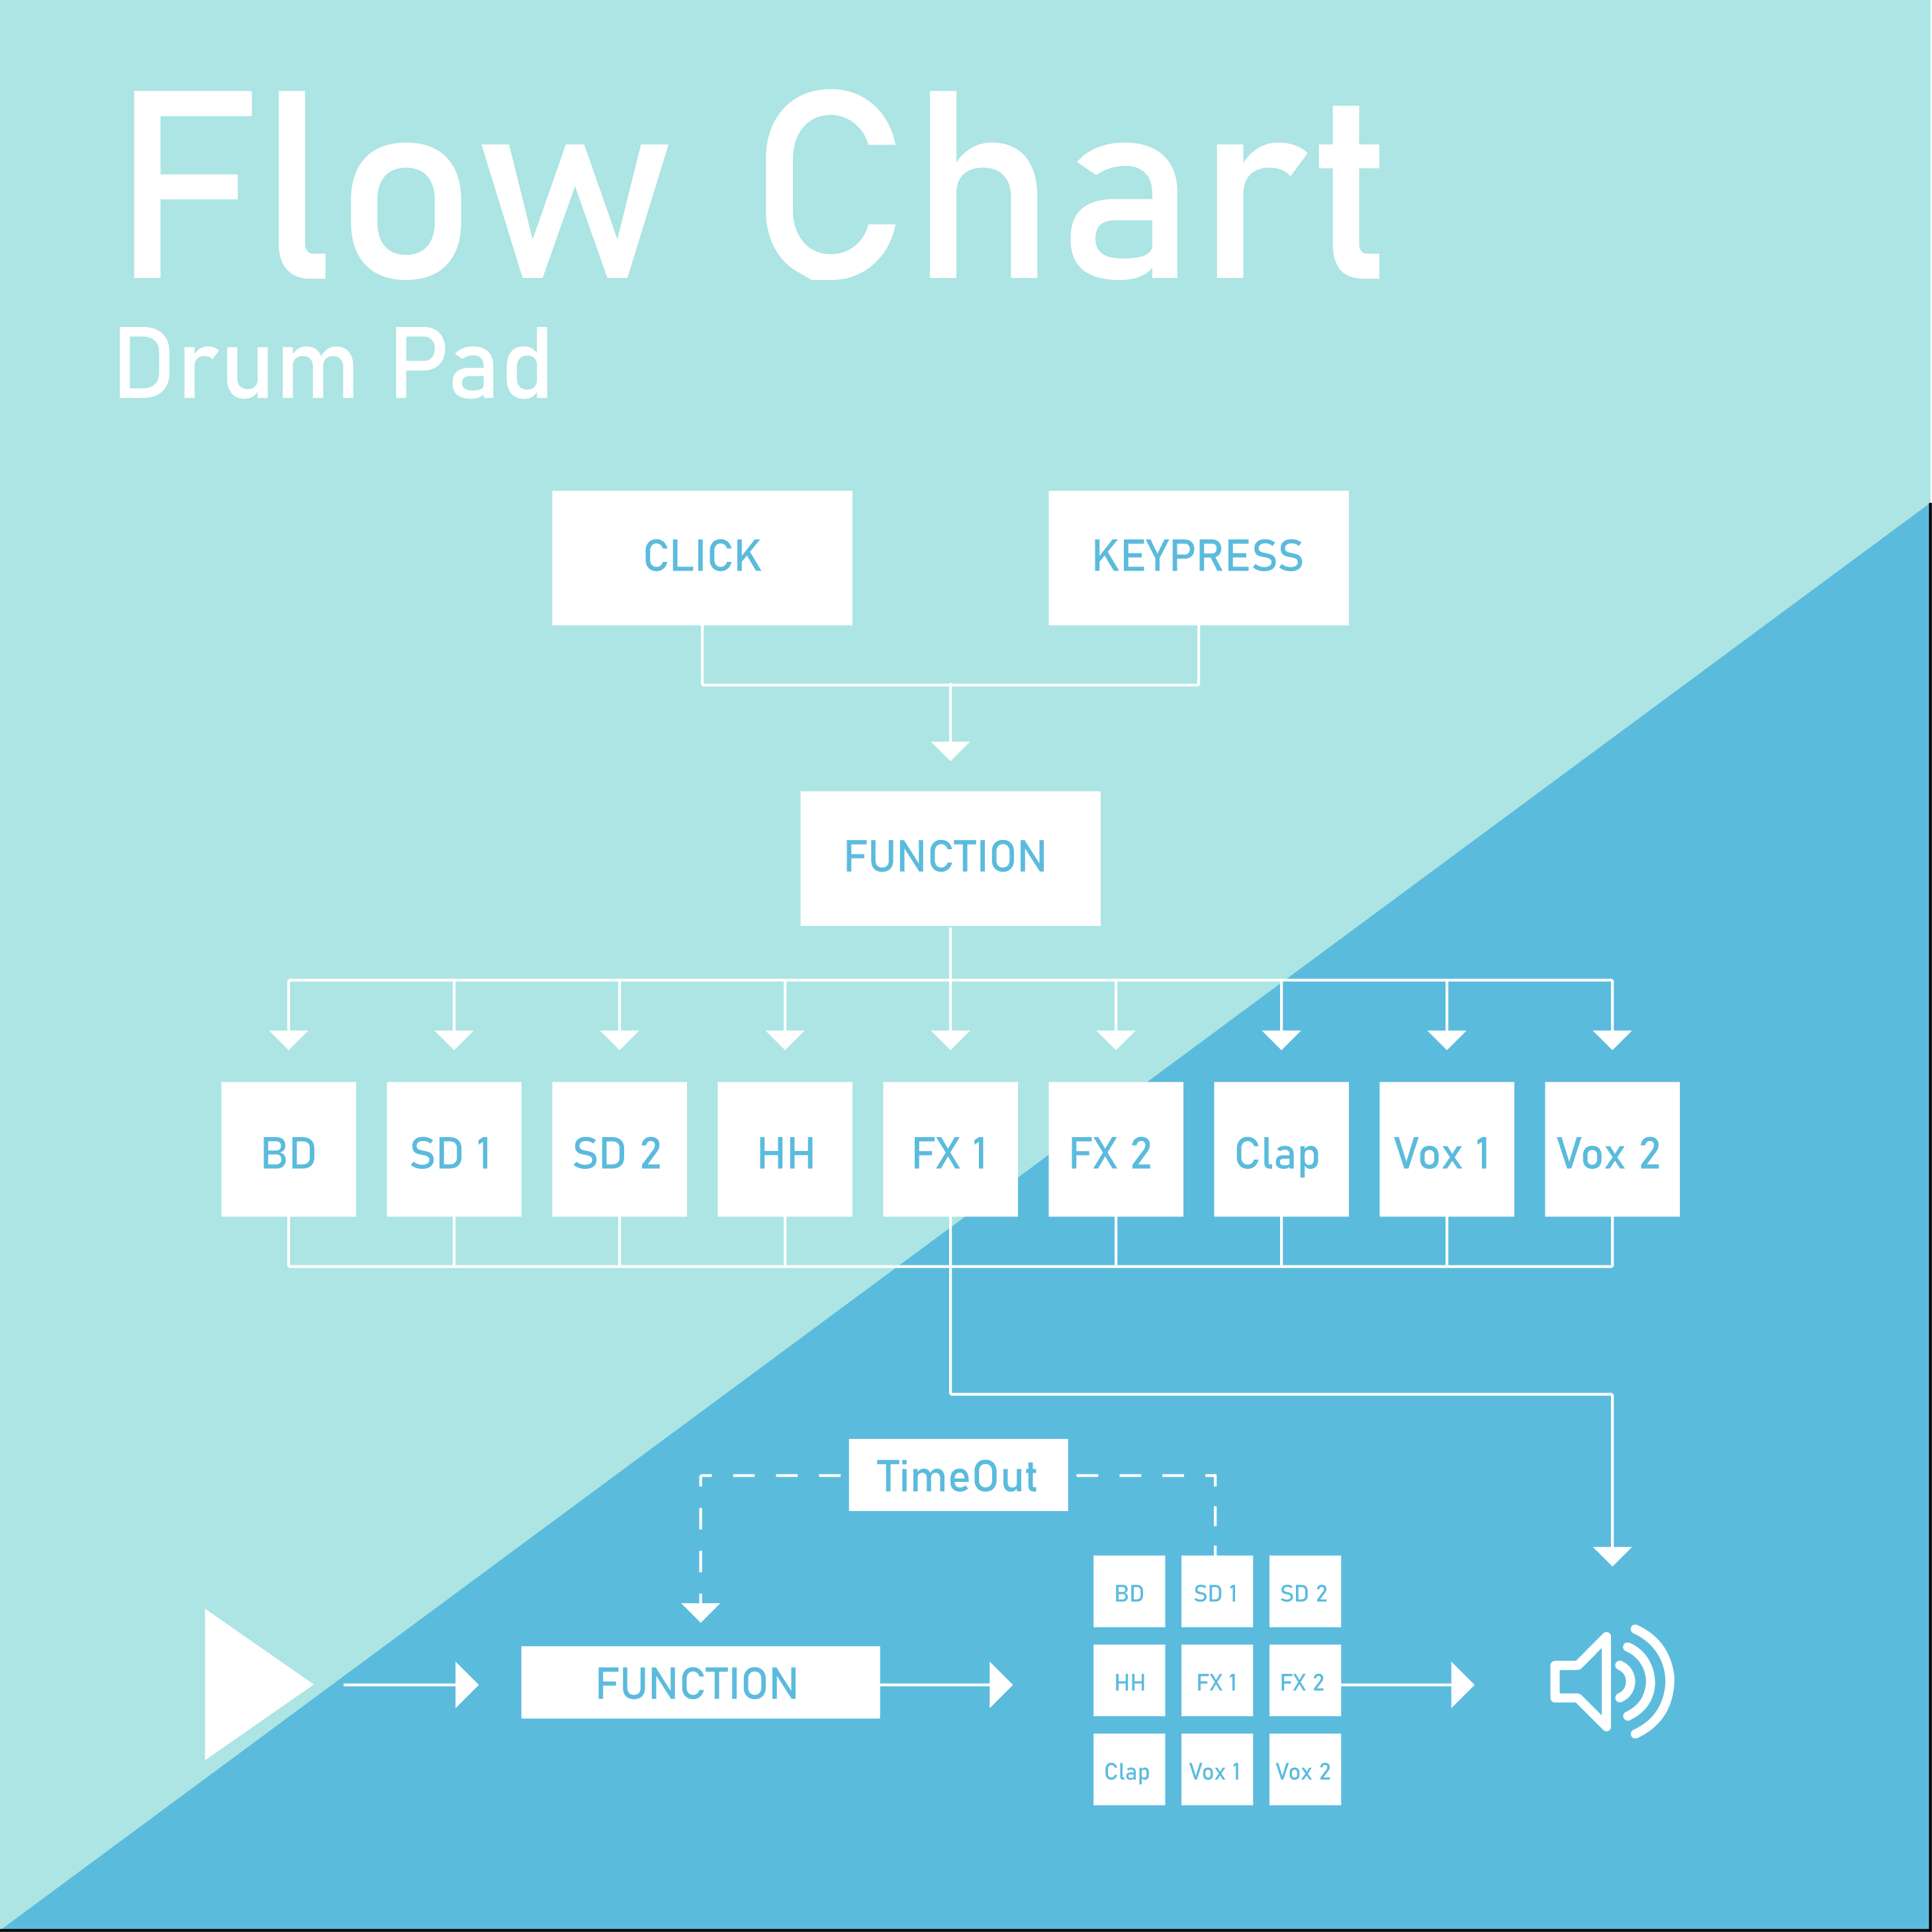 Flow Chart
Drum Pad
CLICK KEYPRESS
FUNCTION
BD SD 1 SD 2 HH FX 1 FX 2 Clap Vox 1 Vox 2
TimeOut
BD SD 1 SD 2
FUNCTION HH FX 1 FX 2
Clap Vox 1 Vox 2